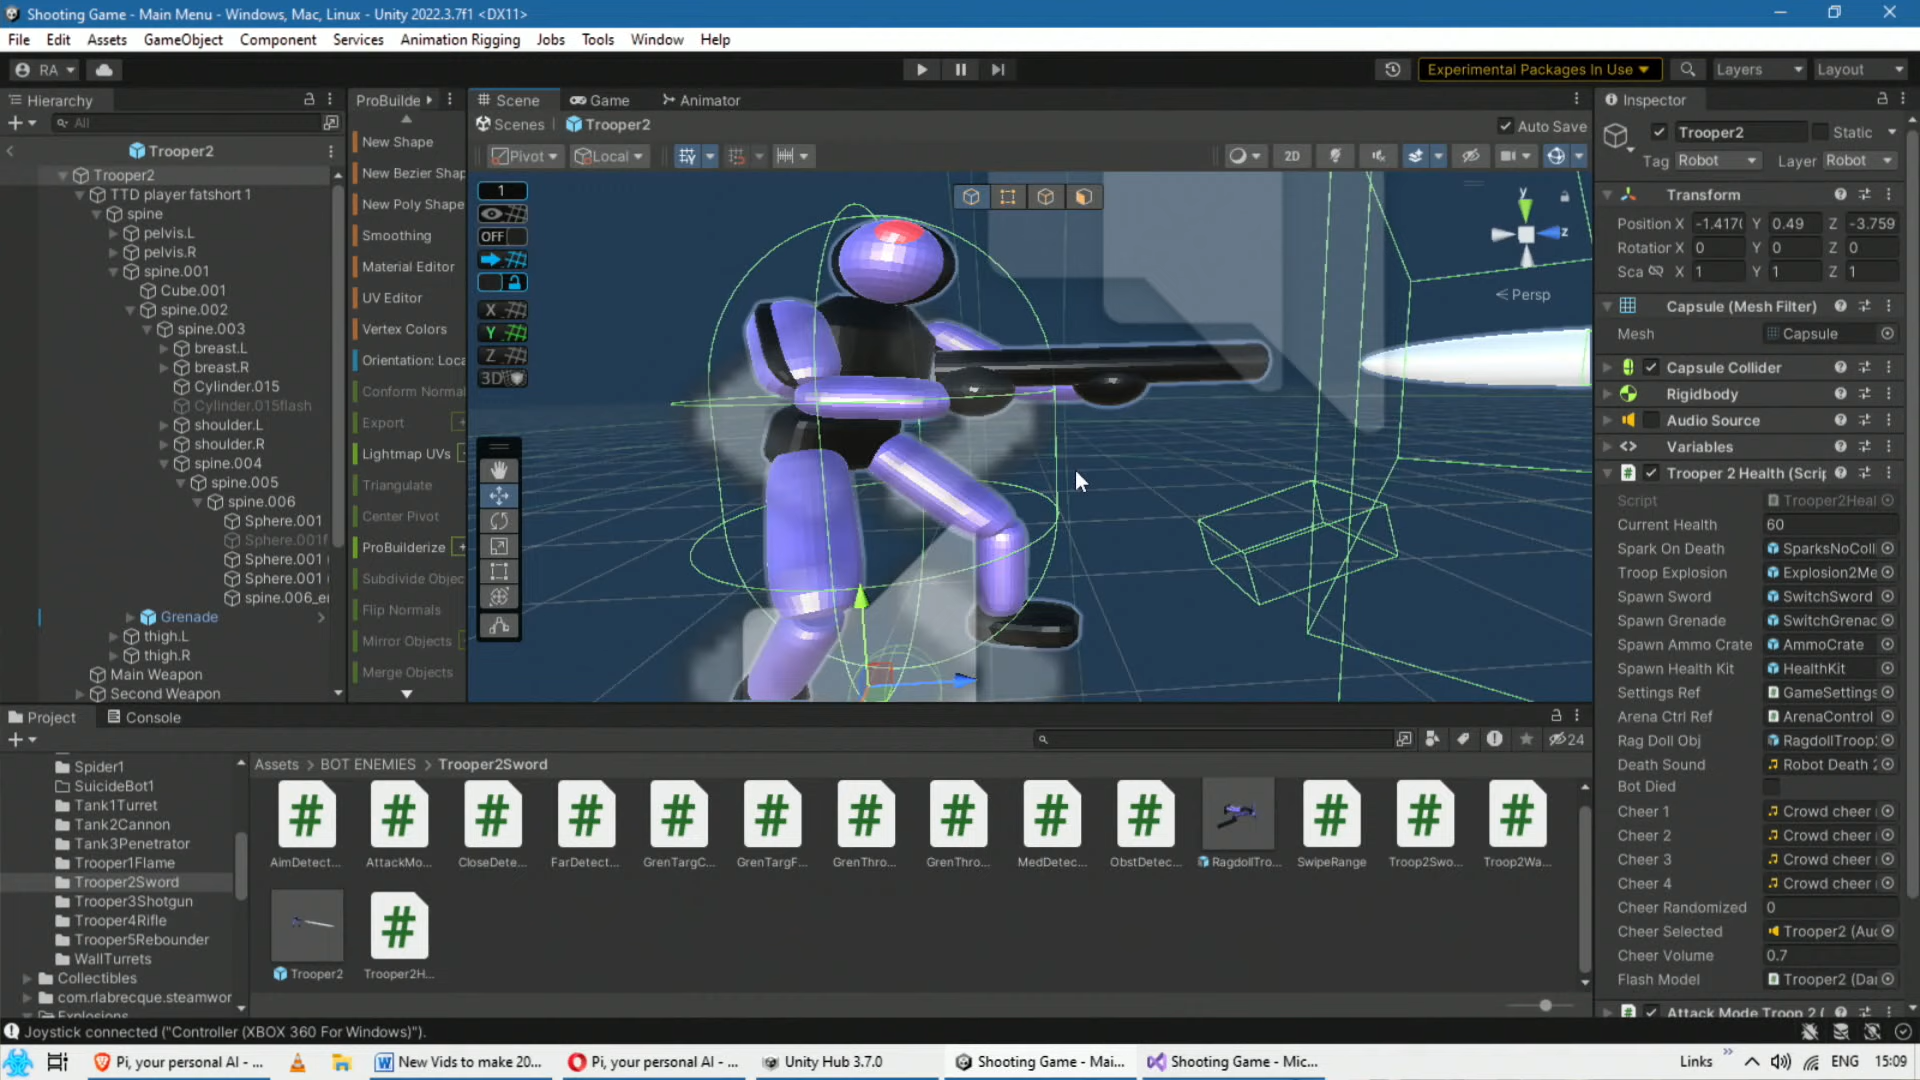 Shooting Game - Main Menu - Windows, Mac, Linux - Unity 2022.3.7f1 <DX11>
File Edit Assets GameObject Component Services Animation Rigging Jobs Tools Window Help
RA
Experimental Packages In Use
Layers
Layout
Hierarchy
All
Trooper2
Trooper2
TTD player fatshort 1
spine
pelvis.L
pelvis.R
spine.001
Cube.001
spine.002
spine.003
breast.L
breast.R
Cylinder.015
Cylinder.015flash
shoulder.L
shoulder.R
spine.004
spine.005
spine.006
Sphere.001
Sphere.001f
Sphere.001 (
Sphere.001 (
spine.006_e
Grenade
thigh.L
thigh.R
Main Weapon
Second Weapon
ProBuilde
New Shape
New Bezier Shap
New Poly Shape
Smoothing
Material Editor
UV Editor
Vertex Colors
Orientation: Loca
Conform Normal
Export
Lightmap UVs
Triangulate
Center Pivot
ProBuilderize
Subdivide Objec
Flip Normals
Mirror Objects
Merge Objects
Scene
Game
Animator
Scenes
Trooper2
Auto Save
Pivot
Local
2D
1
OFF
X
Y
Z
3D
y
z
Persp
Inspector
Trooper2
Static
Tag Robot
Layer Robot
Transform
Position X -1.417( Y 0.49 Z -3.759
Rotation X 0 Y 0 Z 0
Sca X 1 Y 1 Z 1
Capsule (Mesh Filter)
Mesh Capsule
Capsule Collider
Rigidbody
Audio Source
Variables
Trooper 2 Health (Scrip
Script Trooper2Heal
Current Health 60
Spark On Death SparksNoColl
Troop Explosion Explosion2Me
Spawn Sword SwitchSword
Spawn Grenade SwitchGrenac
Spawn Ammo Crate AmmoCrate
Spawn Health Kit HealthKit
Settings Ref GameSettings
Arena Ctrl Ref ArenaControl
Rag Doll Obj RagdollTroop
Death Sound Robot Death 2
Bot Died
Cheer 1 Crowd cheer
Cheer 2 Crowd cheer
Cheer 3 Crowd cheer
Cheer 4 Crowd cheer
Cheer Randomized 0
Cheer Selected Trooper2 (Auc
Cheer Volume 0.7
Flash Model Trooper2 (Dar
Attack Mode Troop 2 (
Project
Console
24
Spider1
SuicideBot1
Tank1Turret
Tank2Cannon
Tank3Penetrator
Trooper1Flame
Trooper2Sword
Trooper3Shotgun
Trooper4Rifle
Trooper5Rebounder
WallTurrets
Collectibles
com.rlabrecque.steamwor
Explosions
Assets > BOT ENEMIES > Trooper2Sword
AimDetect...
AttackMo...
CloseDete...
FarDetect...
GrenTargC...
GrenTargF...
GrenThro...
GrenThro...
MedDetec...
ObstDetec...
RagdollTro...
SwipeRange
Troop2Swo...
Troop2Wa...
Trooper2
Trooper2H...
Joystick connected ("Controller (XBOX 360 For Windows)").
Pi, your personal AI - ...
New Vids to make 20...
Pi, your personal AI - ...
Unity Hub 3.7.0
Shooting Game - Mai...
Shooting Game - Mic...
Links
ENG
15:09